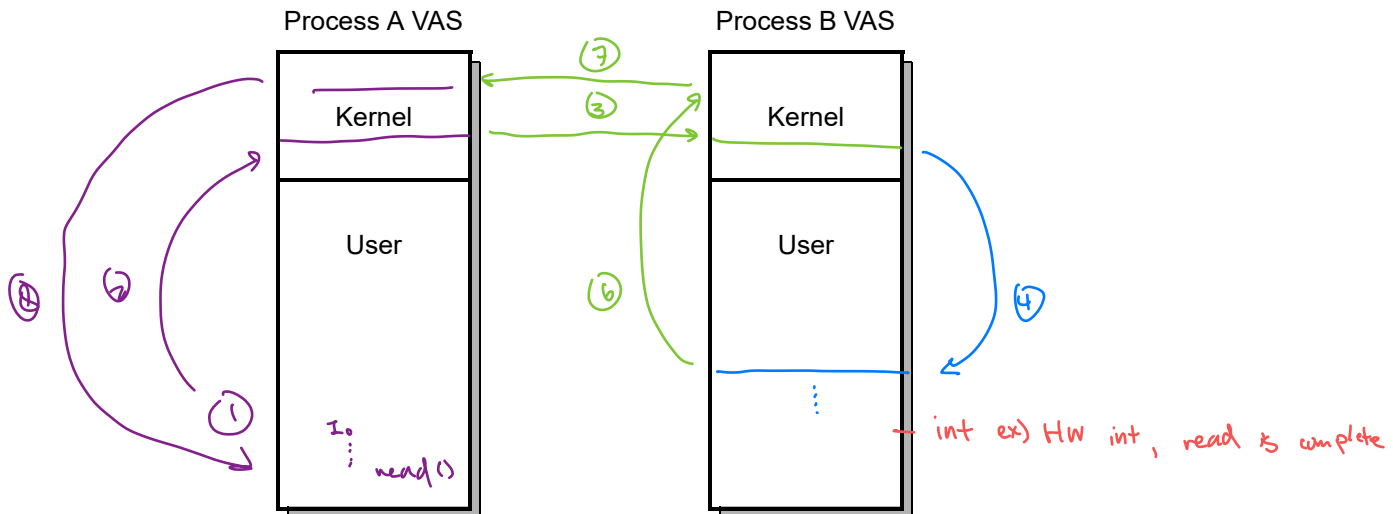 Process A VAS
Process B VAS
7
Kernel
3
Kernel
User
User
2
6
4
1
I₀
read()
int ex) HW int, read is complete